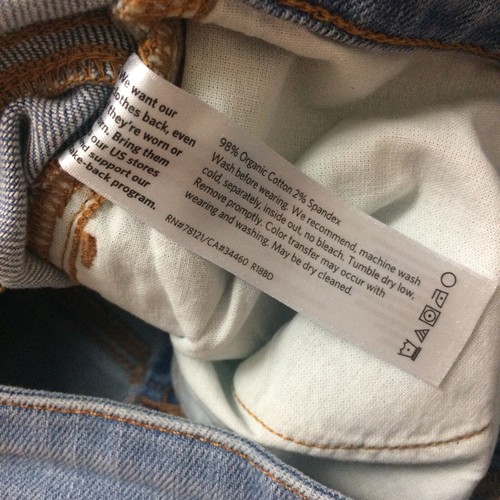 We want our
clothes back, even
they're worn or
n. Bring them
our US stores
d support our
ake-back program.
98% Organic Cotton 2% Spandex
Wash before wearing. We recommend, machine wash
cold, separately, inside out, no bleach. Tumble dry low,
Remove promptly. Color transfer may occur with
wearing and washing. May be dry cleaned.
RN#78121/CA#34460 R18BD